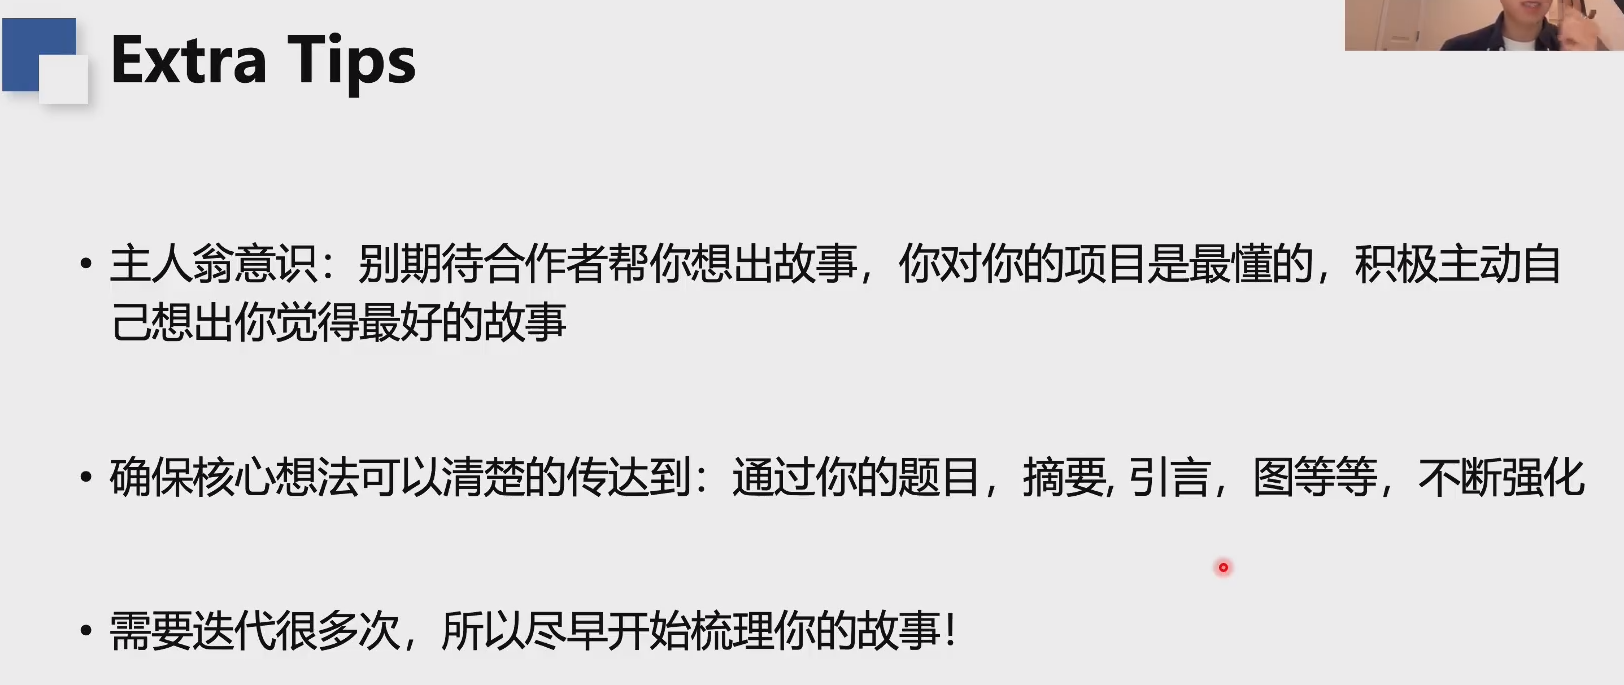 Extra Tips
• 主人翁意识：别期待合作者帮你想出故事，你对你的项目是最懂的，积极主动自
己想出你觉得最好的故事
• 确保核心想法可以清楚的传达到：通过你的题目，摘要, 引言，图等等，不断强化
• 需要迭代很多次，所以尽早开始梳理你的故事！